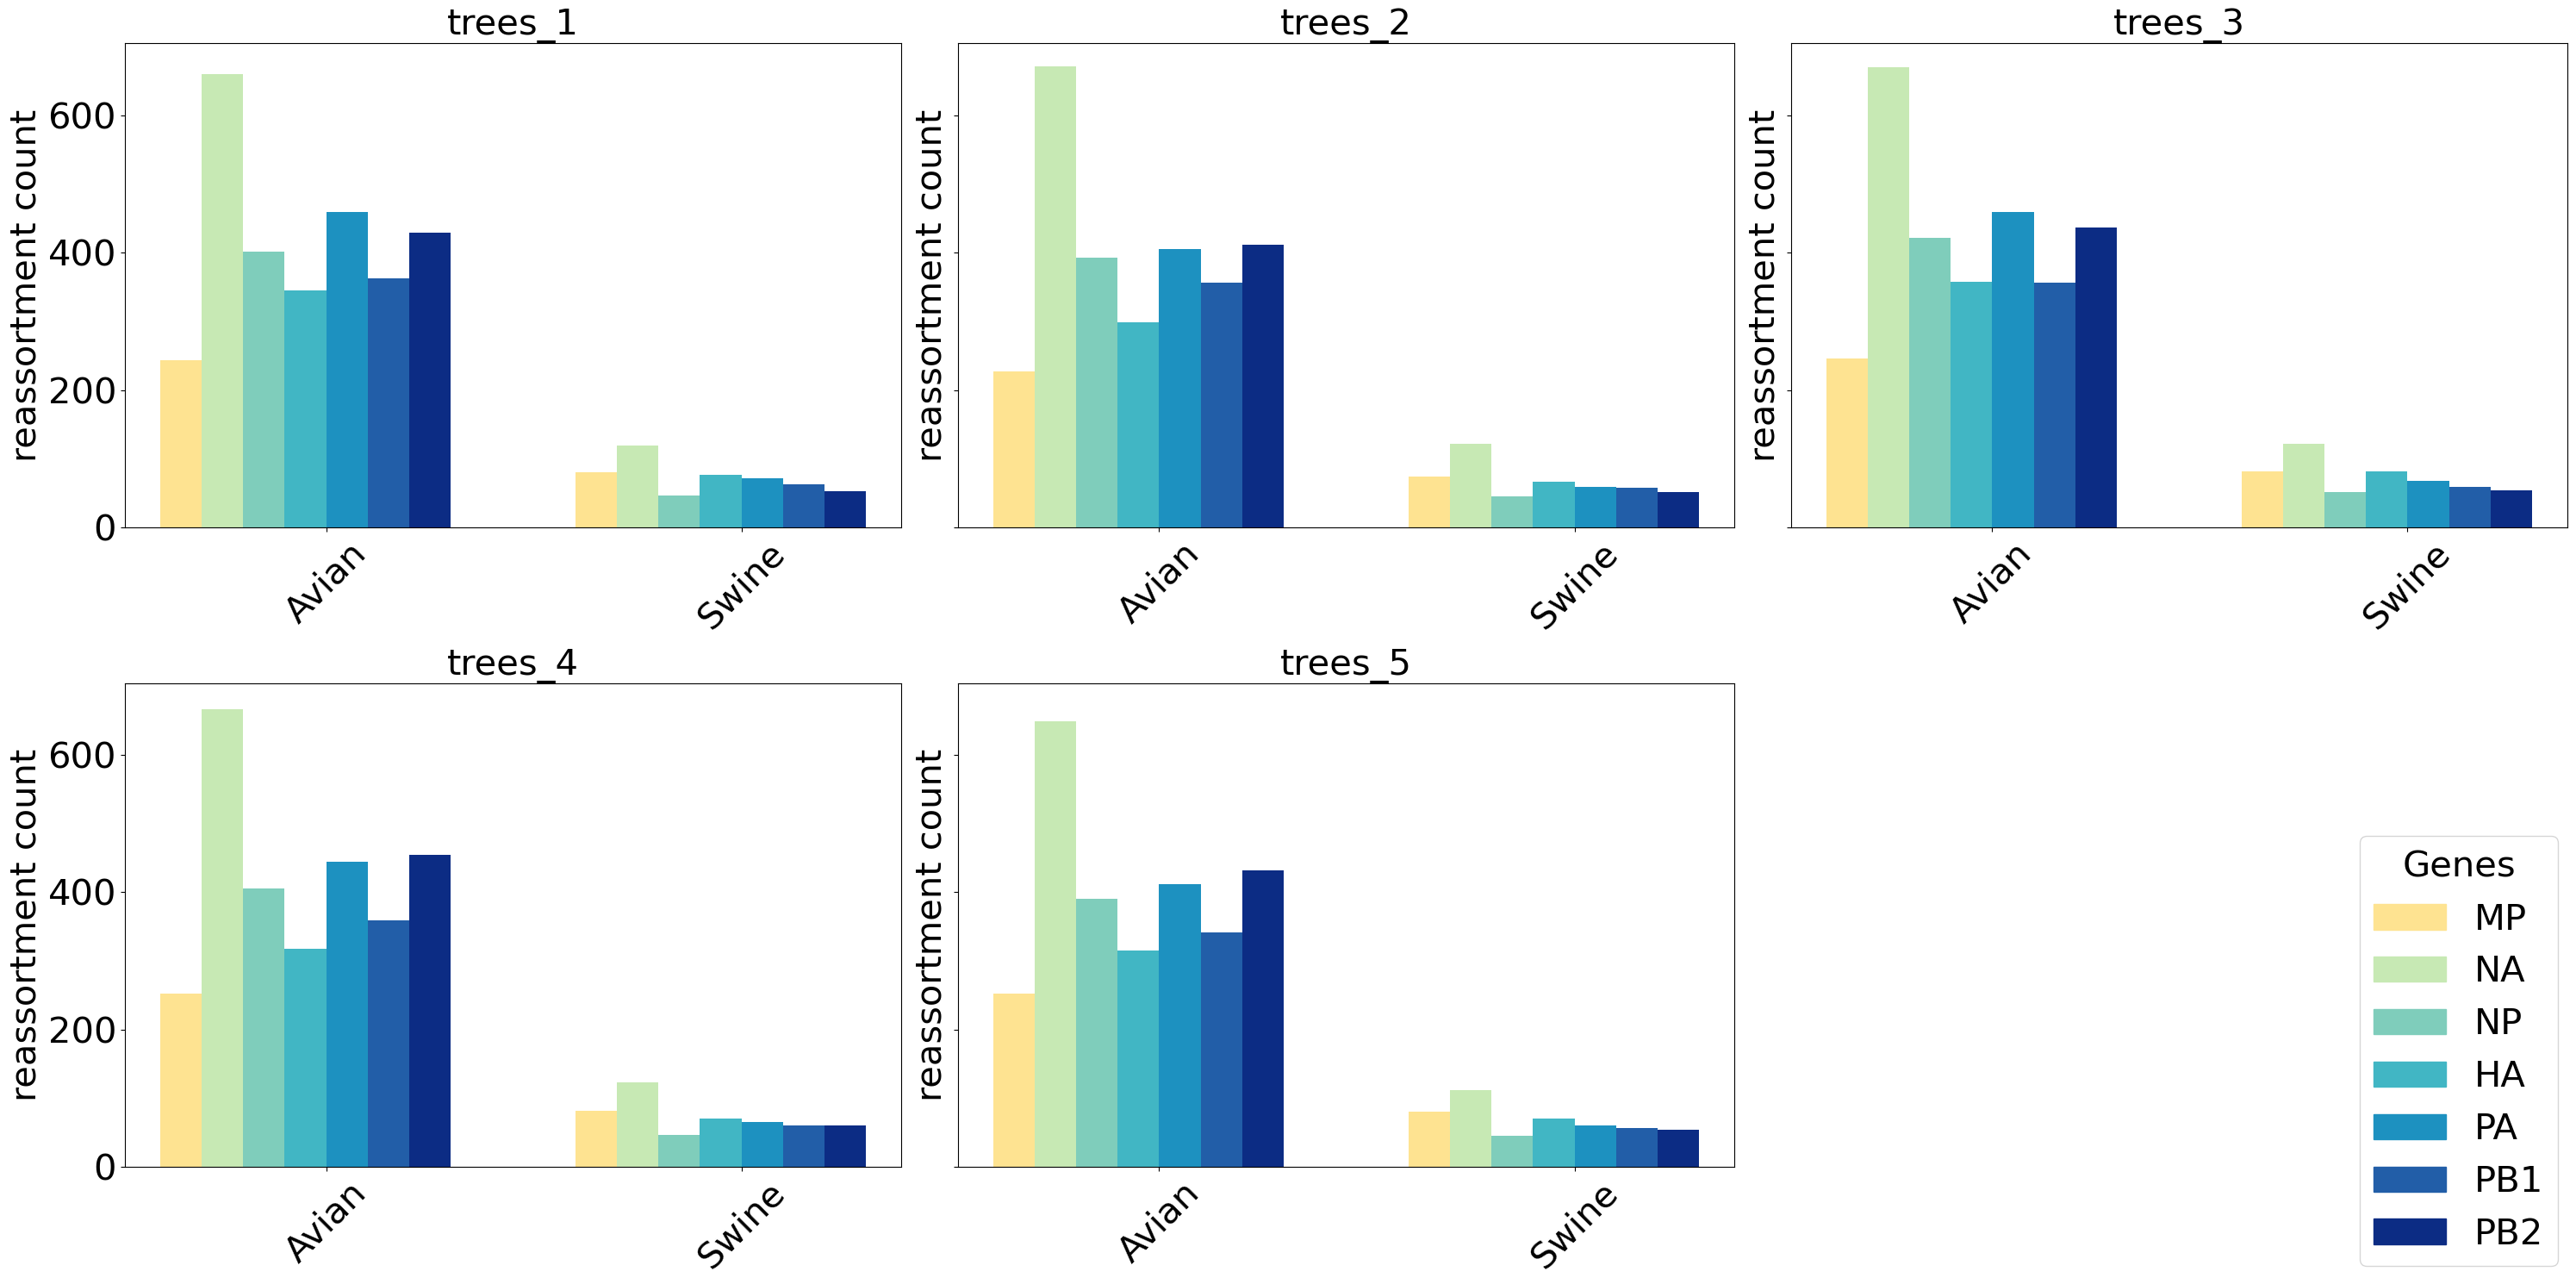 trees_1
trees_2
trees_3
reassortment count
600
400
200
0
reassortment count
reassortment count
Avian
Swine
Avian
Swine
Avian
Swine
trees_4
trees_5
reassortment count
600
400
200
0
reassortment count
Avian
Swine
Avian
Swine
Genes
MP
NA
NP
HA
PA
PB1
PB2